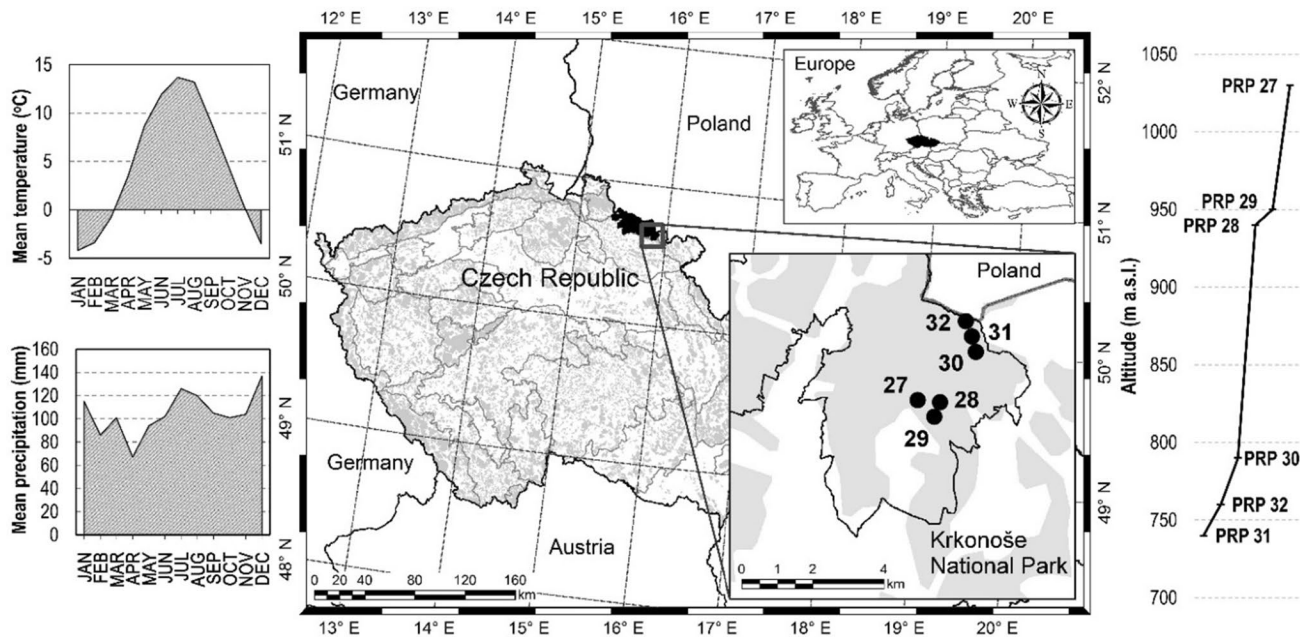 15
10
5
0
-5
Mean temperature (°C)
JAN
FEB
MAR
APR
MAY
JUN
JUL
AUG
SEP
OCT
NOV
DEC
160
140
120
100
80
60
40
20
0
Mean precipitation (mm)
JAN
FEB
MAR
APR
MAY
JUN
JUL
AUG
SEP
OCT
NOV
DEC
12° E 13° E 14° E 15° E 16° E 17° E 18° E 19° E 20° E
51° N
50° N
49° N
48° N
Germany
Poland
Czech Republic
Germany
Austria
0 20 40 80 120 160
km
Europe
N
W E
S
Poland
32
31
30
27
28
29
Krkonoše
National Park
0 1 2 4
km
52° N
51° N
50° N
49° N
13° E 14° E 15° E 16° E 17° E 18° E 19° E 20° E
Altitude (m a.s.l.)
1050
1000
950
900
850
800
750
700
PRP 27
PRP 29
PRP 28
PRP 30
PRP 32
PRP 31